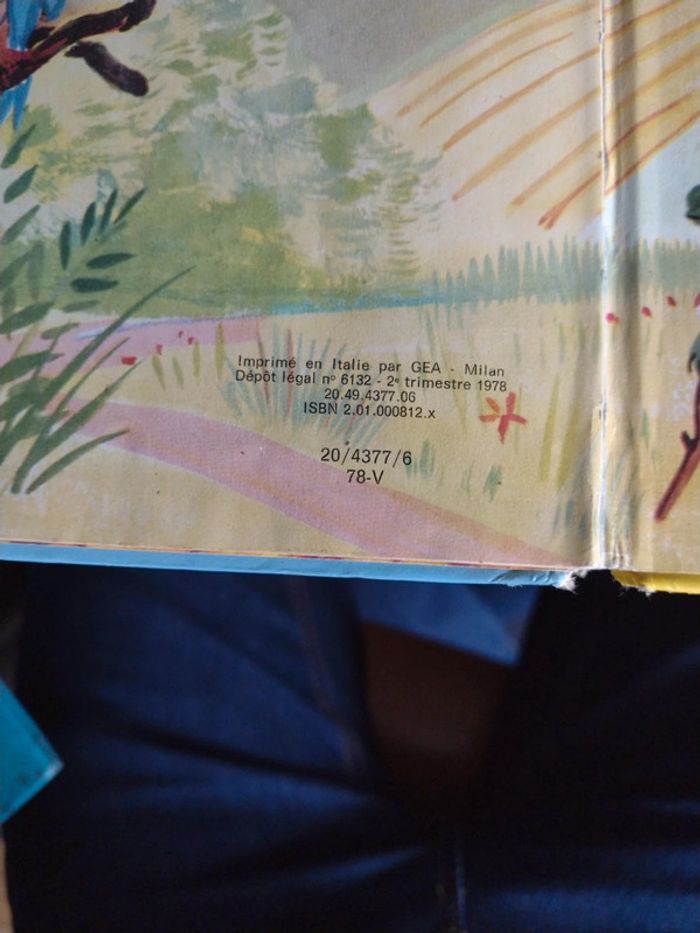 Imprimé en Italie par GEA - Milan
Dépôt légal nº 6132 - 2e trimestre 1978
20.49.4377.06
ISBN 2.01.000812.x
20/4377/6
78-V